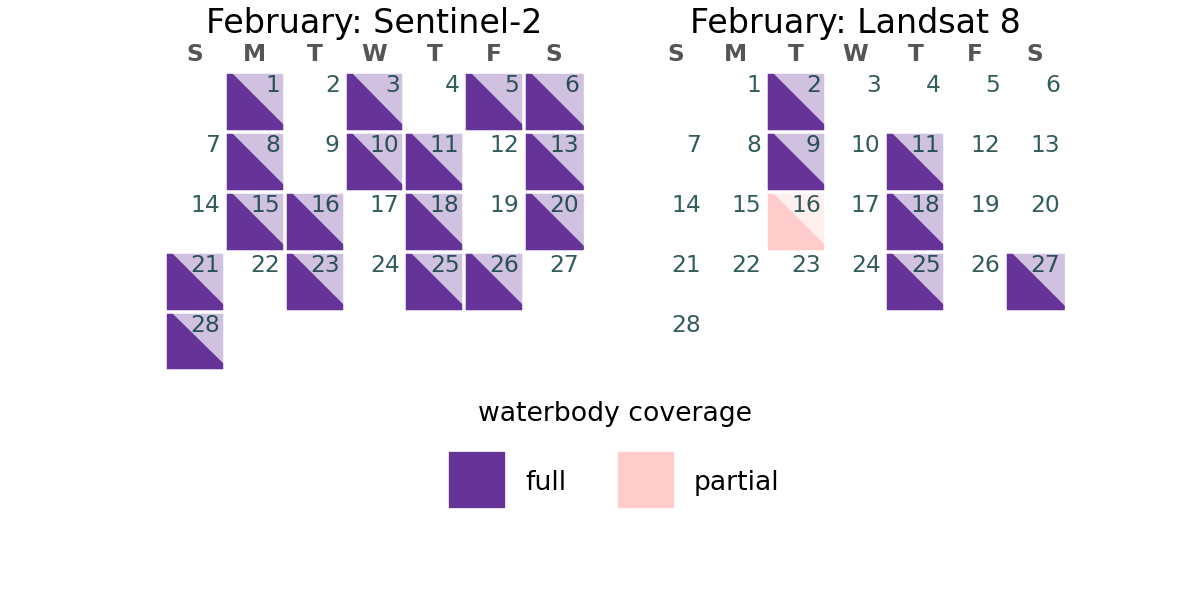 February: Sentinel-2
S M T W T F S
1 2 3 4 5 6
7 8 9 10 11 12 13
14 15 16 17 18 19 20
21 22 23 24 25 26 27
28
February: Landsat 8
S M T W T F S
1 2 3 4 5 6
7 8 9 10 11 12 13
14 15 16 17 18 19 20
21 22 23 24 25 26 27
28
waterbody coverage
full
partial